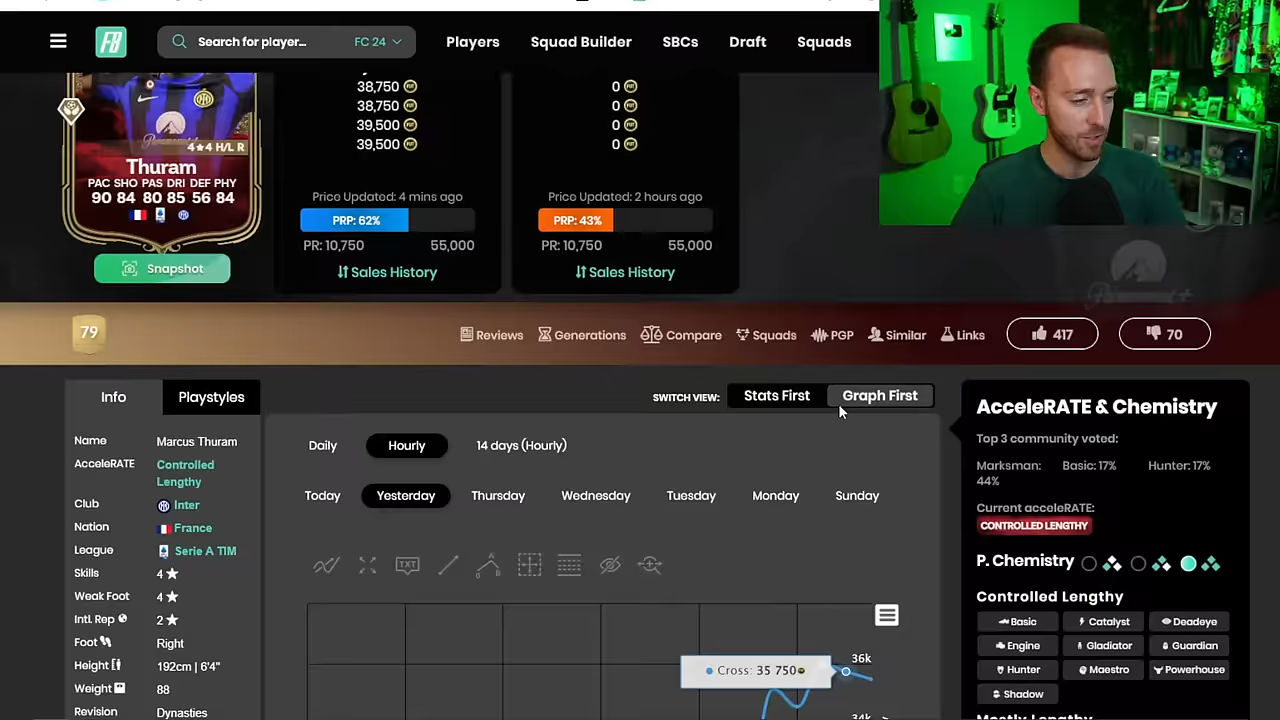 FB
Search for player...
FC 24
Players
Squad Builder
SBCs
Draft
Squads
38,750
38,750
39,500
39,500
0
0
0
0
4★4 H/L R
Thuram
PAC SHO PAS DRI DEF PHY
90 84 80 85 56 84
Snapshot
Price Updated: 4 mins ago
PRP: 62%
PR: 10,750
55,000
Sales History
Price Updated: 2 hours ago
PRP: 43%
PR: 10,750
55,000
Sales History
79
Reviews
Generations
Compare
Squads
PGP
Similar
Links
417
70
Info
Playstyles
Name Marcus Thuram
AcceleRATE Controlled
Lengthy
Club Inter
Nation France
League Serie A TIM
Skills 4★
Weak Foot 4★
Intl. Rep 2★
Foot Right
Height 192cm | 6'4"
Weight 88
Revision Dynasties
SWITCH VIEW:
Stats First
Graph First
Daily
Hourly
14 days (Hourly)
Today
Yesterday
Thursday
Wednesday
Tuesday
Monday
Sunday
TXT
Cross: 35 750
36k
34k
AcceleRATE & Chemistry
Top 3 community voted:
Marksman: Basic: 17% Hunter: 17%
44%
Current acceleRATE:
CONTROLLED LENGTHY
P. Chemistry
Controlled Lengthy
Basic
Catalyst
Deadeye
Engine
Gladiator
Guardian
Hunter
Maestro
Powerhouse
Shadow
Mostly Lengthy